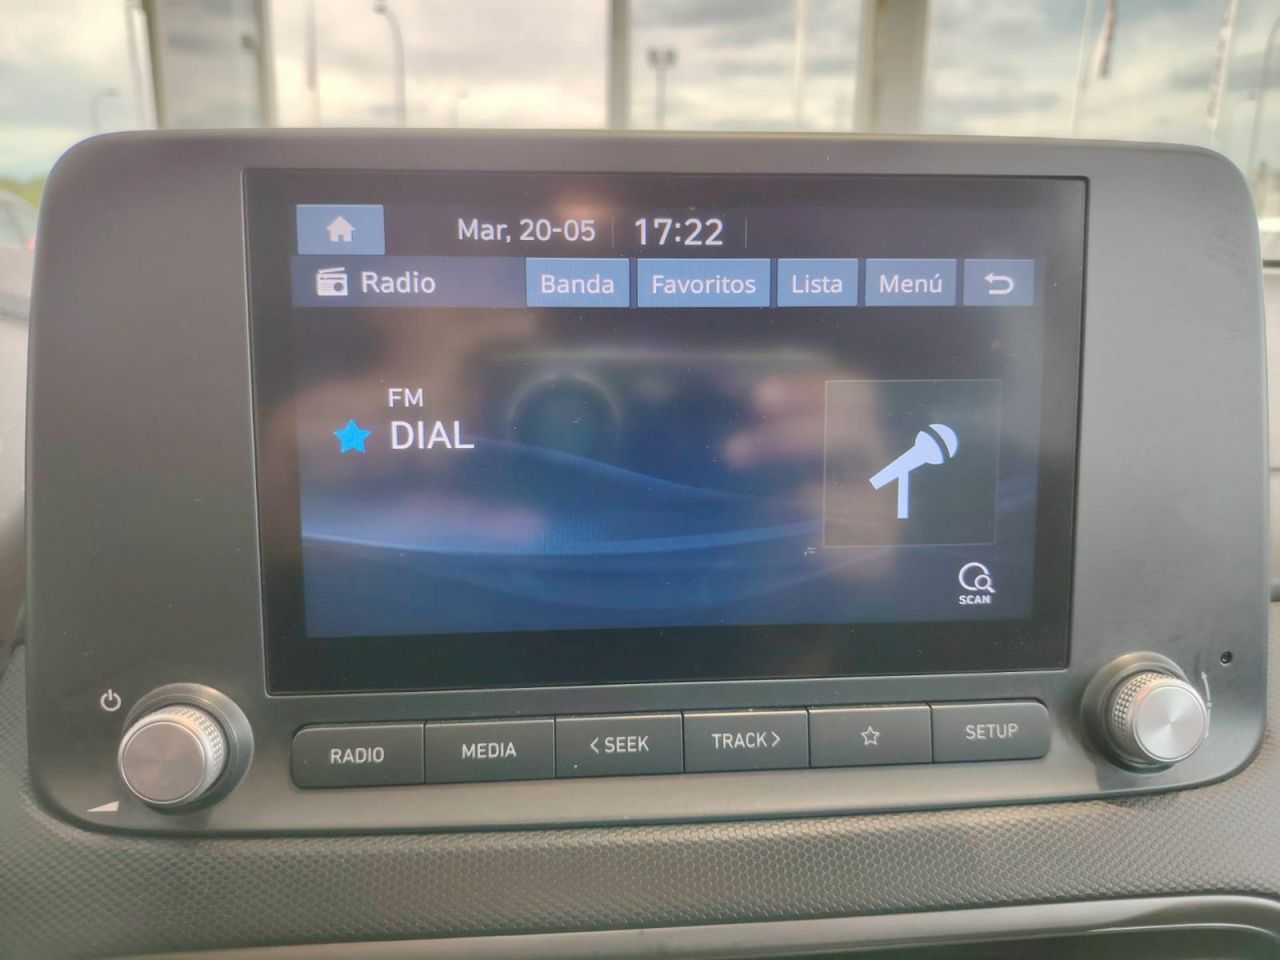 Mar, 20-05 17:22
Radio Banda Favoritos Lista Menú
FM
DIAL
SCAN
RADIO MEDIA <SEEK TRACK> SETUP